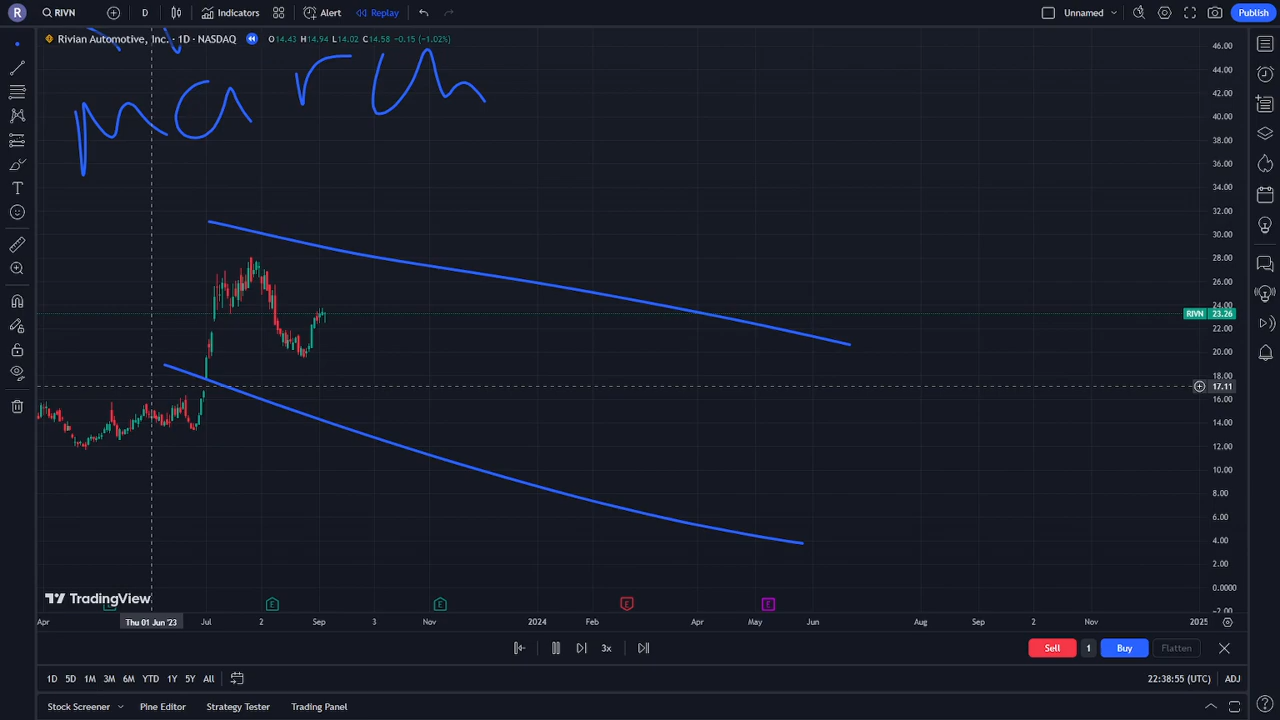 R RIVN D Indicators Alert Replay Unnamed Publish
Rivian Automotive, Inc. · 1D · NASDAQ O14.43 H14.94 L14.02 C14.58 −0.15 (−1.02%)
46.00
44.00
42.00
40.00
38.00
36.00
34.00
32.00
30.00
28.00
26.00
24.00
RIVN 23.26
22.00
20.00
18.00
17.11
16.00
14.00
12.00
10.00
8.00
6.00
4.00
2.00
0.0000
−2.00
TradingView
E E E E
Apr Thu 01 Jun '23 Jul 2 Sep 3 Nov 2024 Feb Apr May Jun Aug Sep 2 Nov 2025
3x Sell 1 Buy Flatten
1D 5D 1M 3M 6M YTD 1Y 5Y All 22:38:55 (UTC) ADJ
Stock Screener Pine Editor Strategy Tester Trading Panel